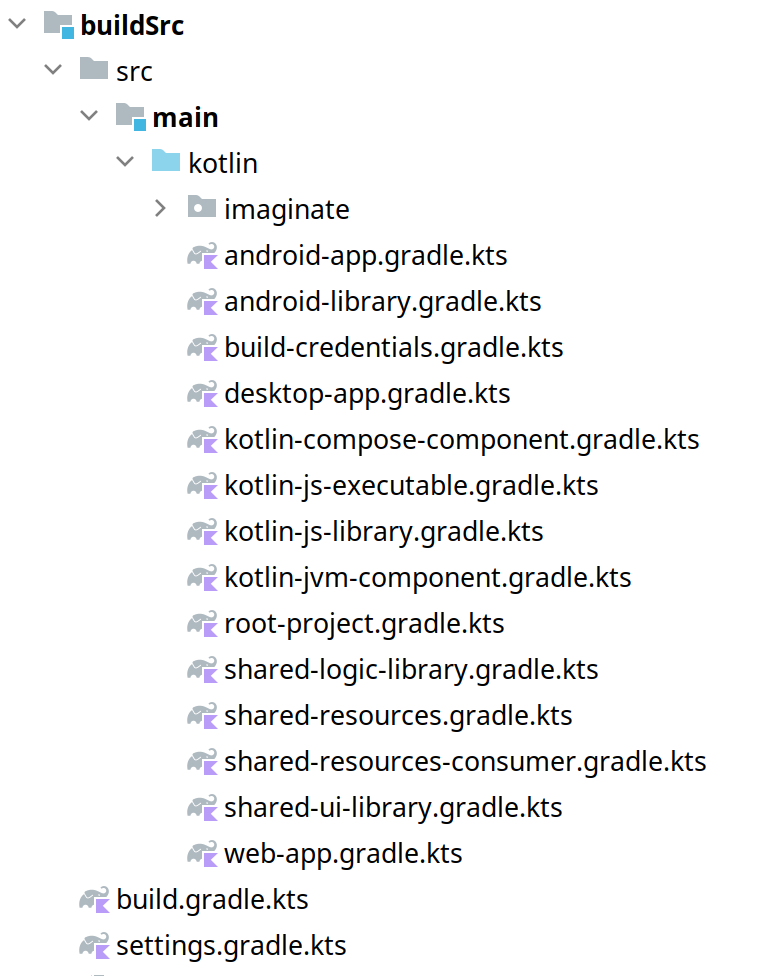 buildSrc
src
main
kotlin
imaginate
android-app.gradle.kts
android-library.gradle.kts
build-credentials.gradle.kts
desktop-app.gradle.kts
kotlin-compose-component.gradle.kts
kotlin-js-executable.gradle.kts
kotlin-js-library.gradle.kts
kotlin-jvm-component.gradle.kts
root-project.gradle.kts
shared-logic-library.gradle.kts
shared-resources.gradle.kts
shared-resources-consumer.gradle.kts
shared-ui-library.gradle.kts
web-app.gradle.kts
build.gradle.kts
settings.gradle.kts